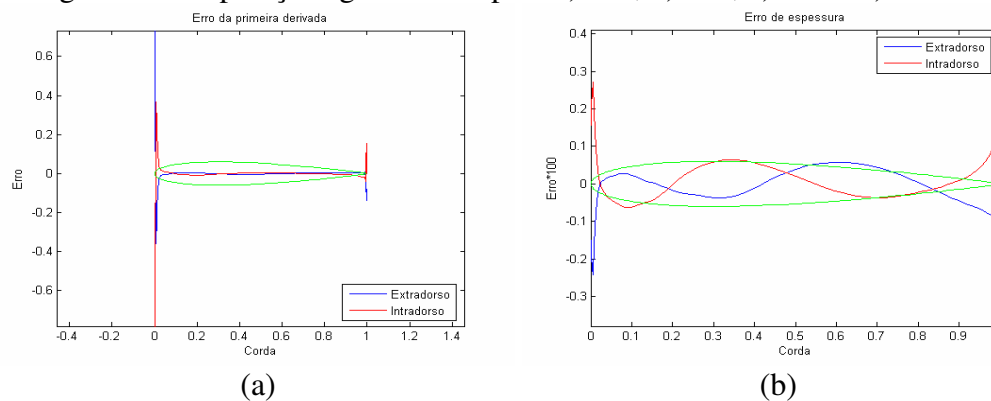 Erro da primeira derivada
Erro
0.6
0.4
0.2
0
-0.2
-0.4
-0.6
-0.4
-0.2
0
0.2
0.4
0.6
0.8
1
1.2
1.4
Corda
Extradorso
Intradorso
(a)
Erro de espessura
Erro*100
0.4
0.3
0.2
0.1
0
-0.1
-0.2
-0.3
0
0.1
0.2
0.3
0.4
0.5
0.6
0.7
0.8
0.9
Corda
Extradorso
Intradorso
(b)